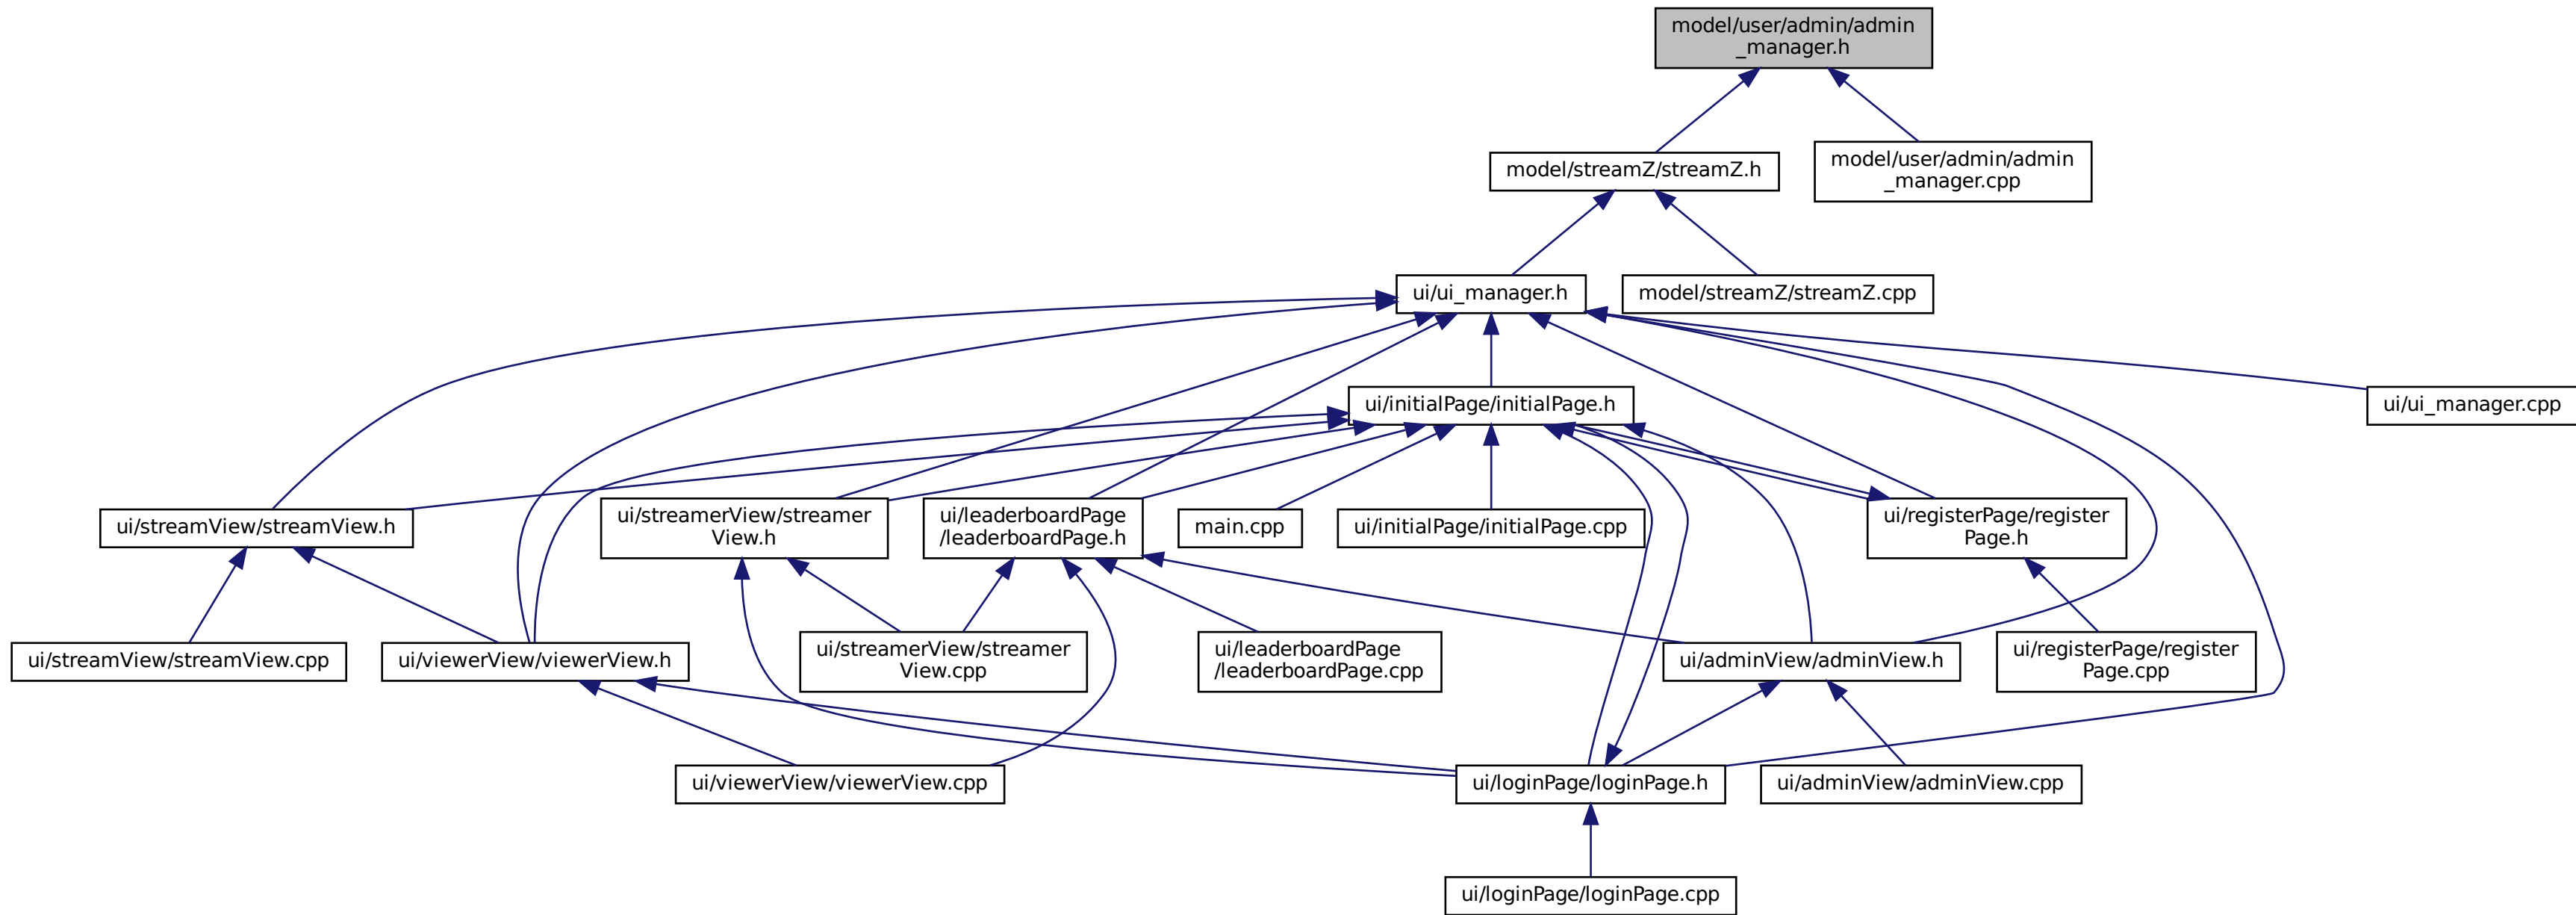 model/user/admin/admin
_manager.h
model/streamZ/streamZ.h
model/user/admin/admin
_manager.cpp
ui/ui_manager.h
model/streamZ/streamZ.cpp
ui/initialPage/initialPage.h
ui/ui_manager.cpp
ui/streamView/streamView.h
ui/streamerView/streamer
View.h
ui/leaderboardPage
/leaderboardPage.h
main.cpp
ui/initialPage/initialPage.cpp
ui/registerPage/register
Page.h
ui/streamView/streamView.cpp
ui/viewerView/viewerView.h
ui/streamerView/streamer
View.cpp
ui/leaderboardPage
/leaderboardPage.cpp
ui/adminView/adminView.h
ui/registerPage/register
Page.cpp
ui/viewerView/viewerView.cpp
ui/loginPage/loginPage.h
ui/adminView/adminView.cpp
ui/loginPage/loginPage.cpp